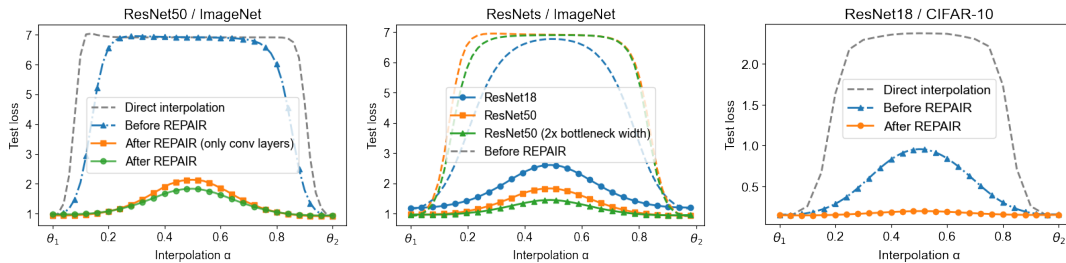 ResNet50 / ImageNet
Test loss
7
6
5
4
3
2
1
Direct interpolation
Before REPAIR
After REPAIR (only conv layers)
After REPAIR
θ1
0.2
0.4
0.6
0.8
θ2
Interpolation α
ResNets / ImageNet
Test loss
7
6
5
4
3
2
1
ResNet18
ResNet50
ResNet50 (2x bottleneck width)
Before REPAIR
θ1
0.2
0.4
0.6
0.8
θ2
Interpolation α
ResNet18 / CIFAR-10
Test loss
2.0
1.5
1.0
0.5
Direct interpolation
Before REPAIR
After REPAIR
θ1
0.2
0.4
0.6
0.8
θ2
Interpolation α